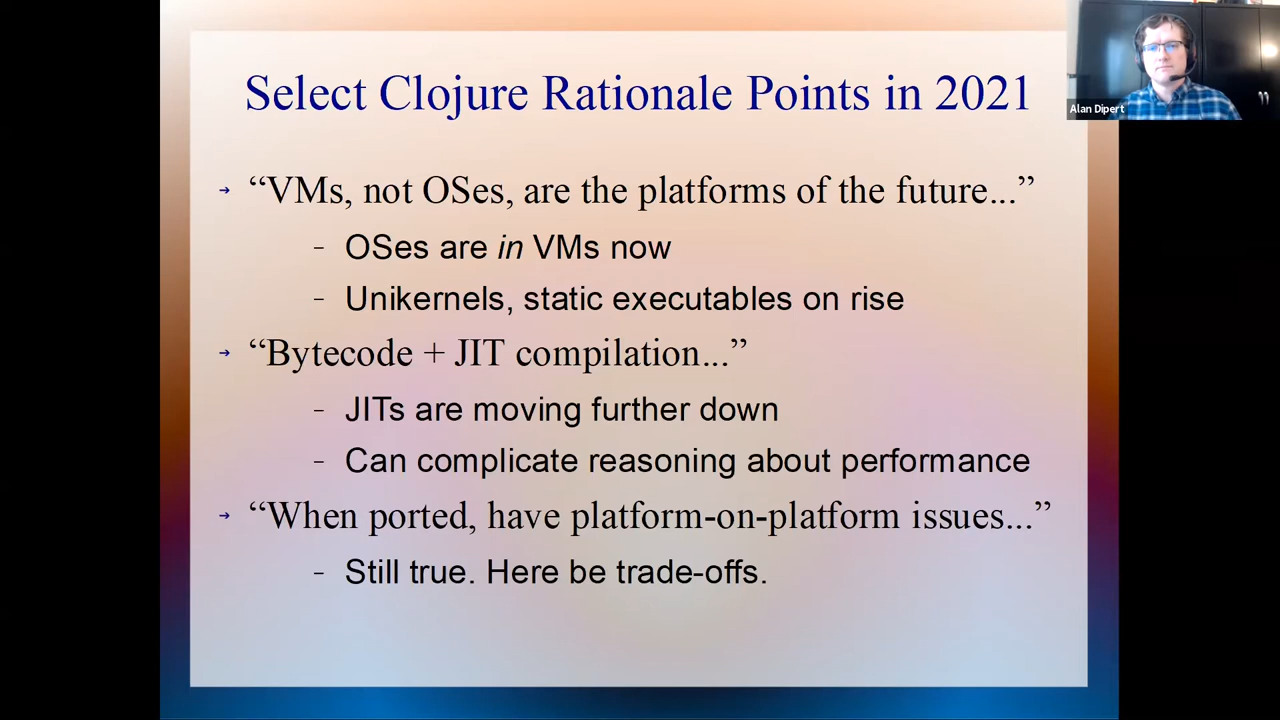 Select Clojure Rationale Points in 2021
Alan Dipert
→ “VMs, not OSes, are the platforms of the future...”
– OSes are in VMs now
– Unikernels, static executables on rise
→ “Bytecode + JIT compilation...”
– JITs are moving further down
– Can complicate reasoning about performance
→ “When ported, have platform-on-platform issues...”
– Still true. Here be trade-offs.